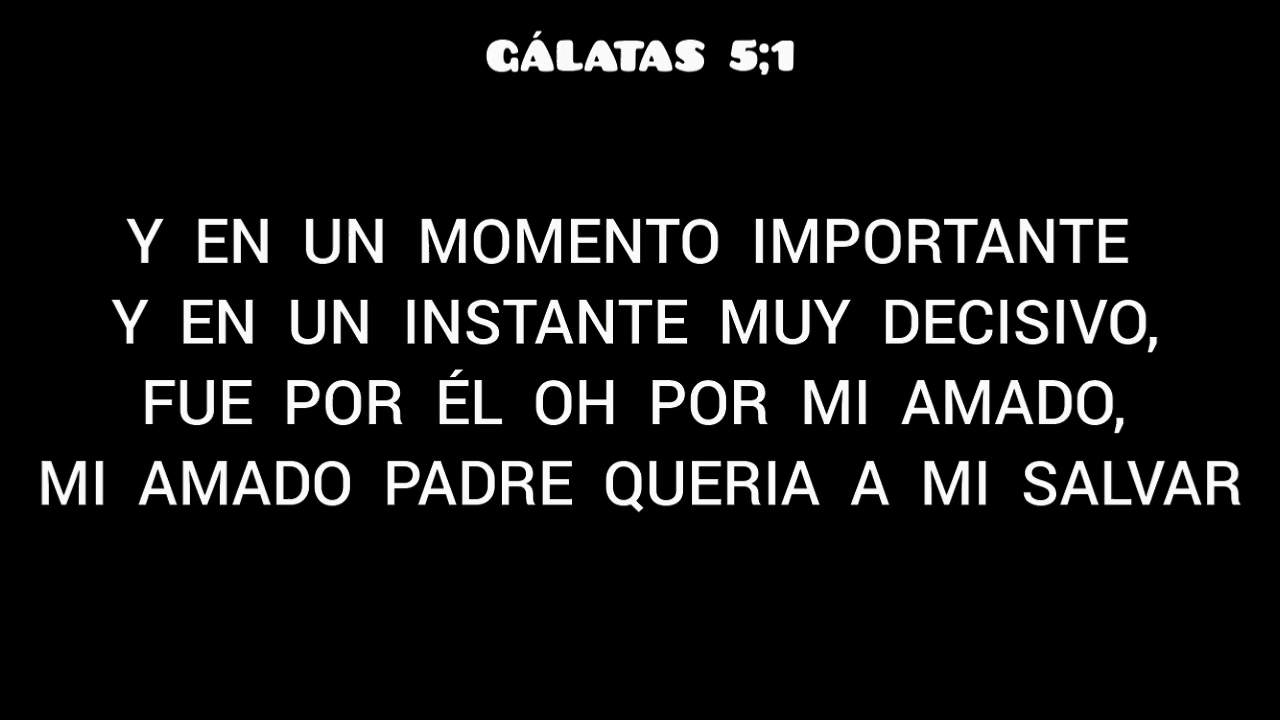 GÁLATAS 5;1
Y EN UN MOMENTO IMPORTANTE
Y EN UN INSTANTE MUY DECISIVO,
FUE POR ÉL OH POR MI AMADO,
MI AMADO PADRE QUERIA A MI SALVAR